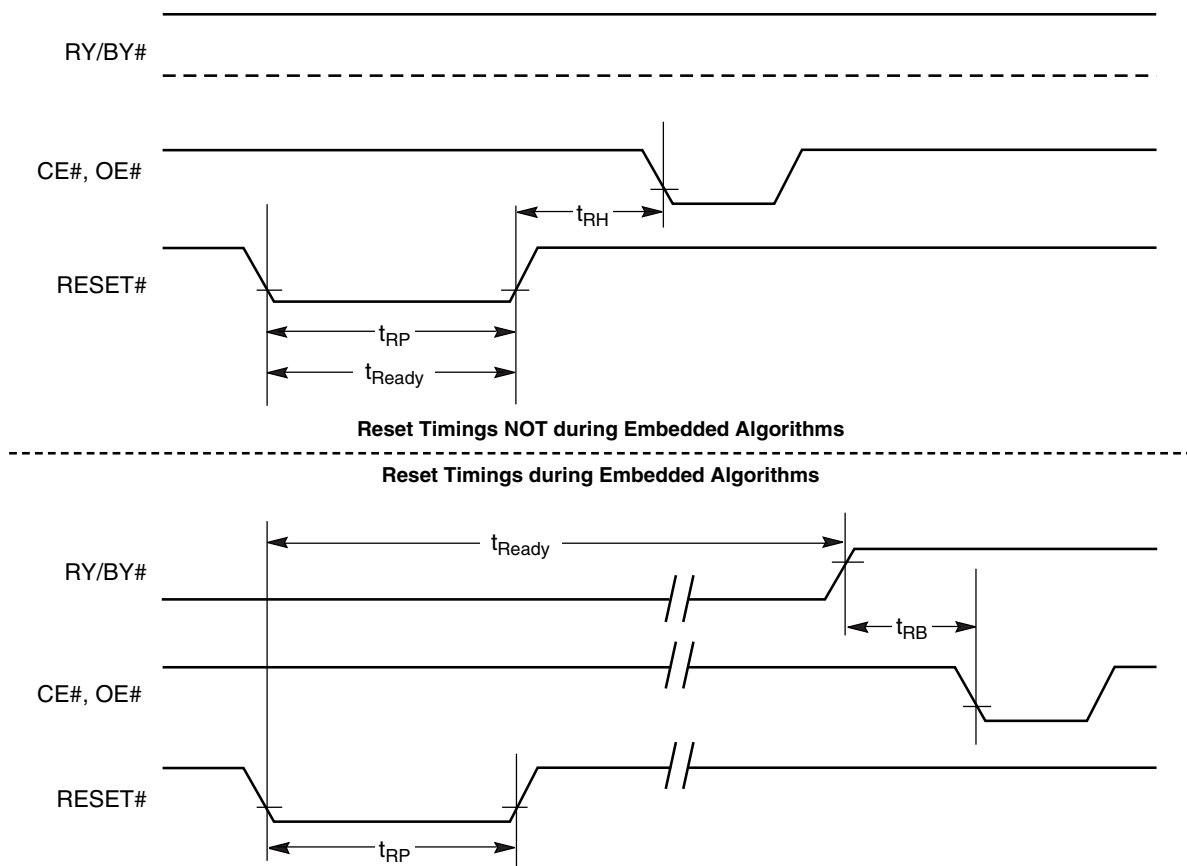 RY/BY#
CE#, OE#
tRH
RESET#
tRP
tReady
Reset Timings NOT during Embedded Algorithms
Reset Timings during Embedded Algorithms
tReady
RY/BY#
tRB
CE#, OE#
RESET#
tRP